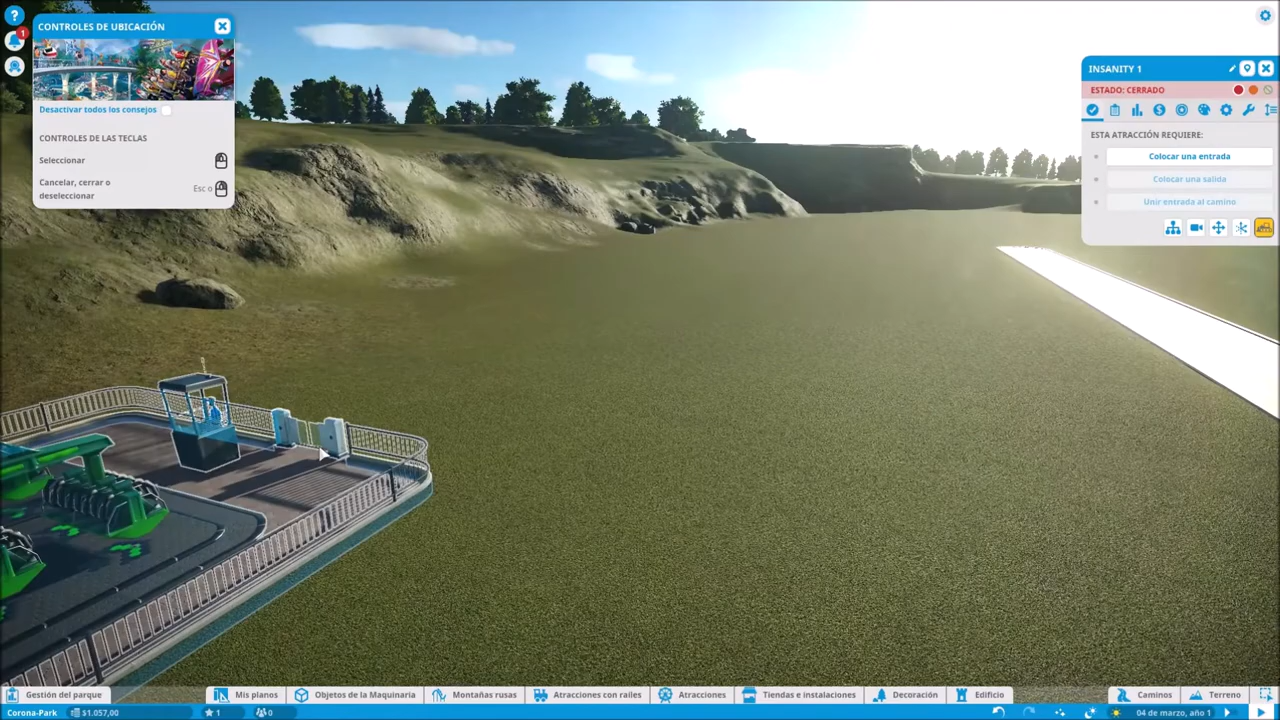 ?
1
CONTROLES DE UBICACIÓN
Desactivar todos los consejos
CONTROLES DE LAS TECLAS
Seleccionar
Cancelar, cerrar o
deseleccionar
Esc o
INSANITY 1
ESTADO: CERRADO
ESTA ATRACCIÓN REQUIERE:
Colocar una entrada
Colocar una salida
Unir entrada al camino
Gestión del parque
Mis planos
Objetos de la Maquinaria
Montañas rusas
Atracciones con raíles
Atracciones
Tiendas e instalaciones
Decoración
Edificio
Caminos
Terreno
Corona-Park
$1.057,00
1
0
04 de marzo, año 1